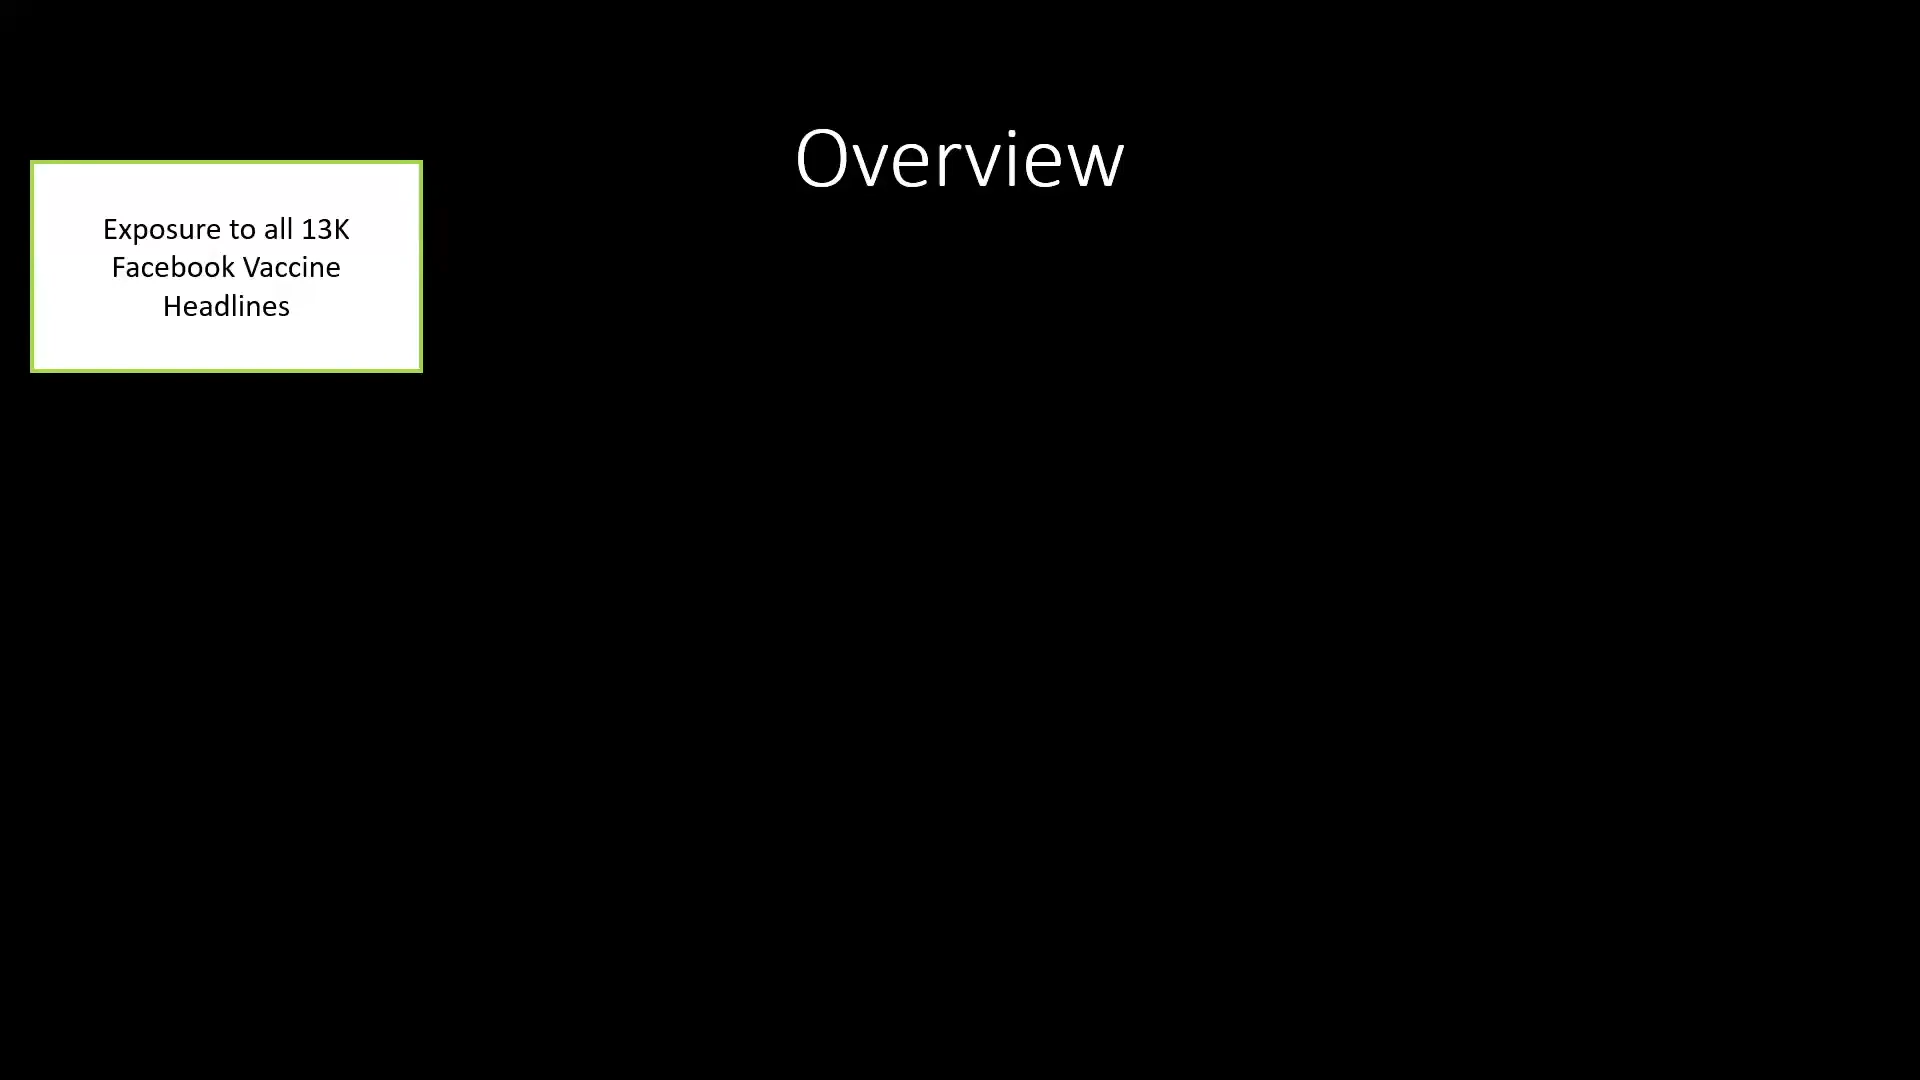 Overview
Exposure to all 13K
Facebook Vaccine
Headlines